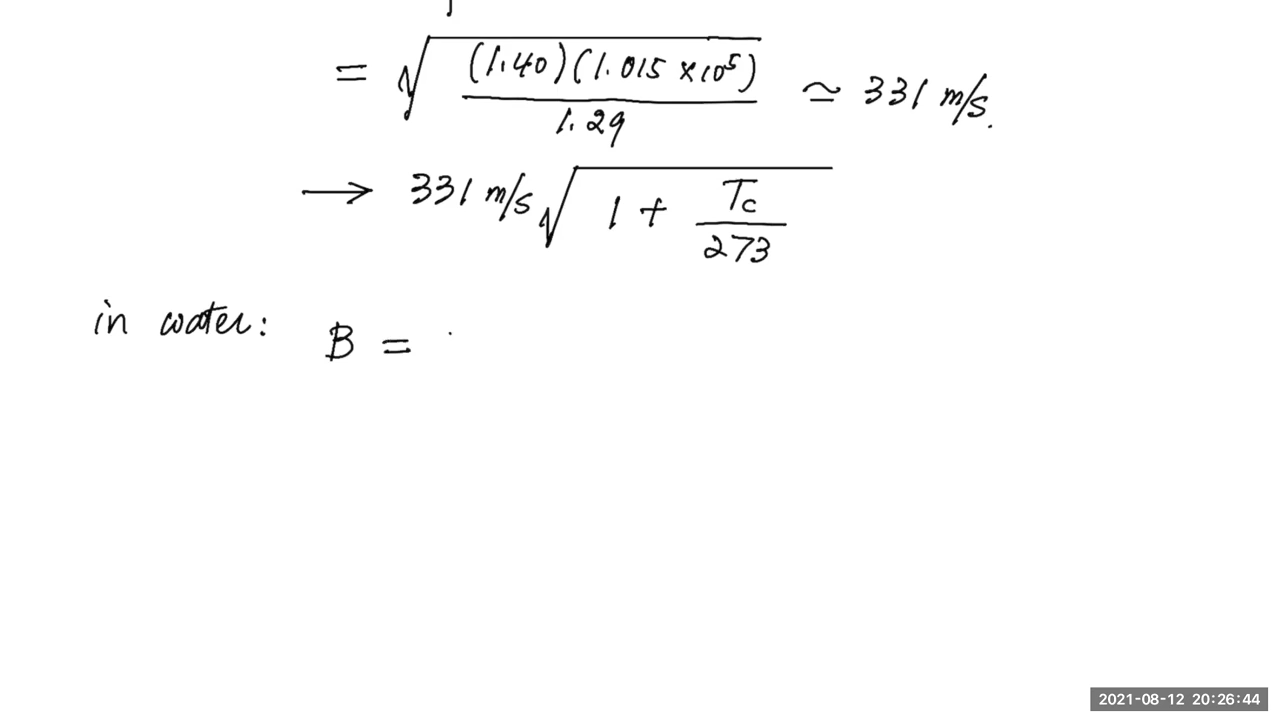 = √((1.40)(1.015 ×10⁵) / 1.29) ≃ 331 m/s.
→ 331 m/s √(1 + Tc/273)
in water: B =
2021-08-12 20:26:44